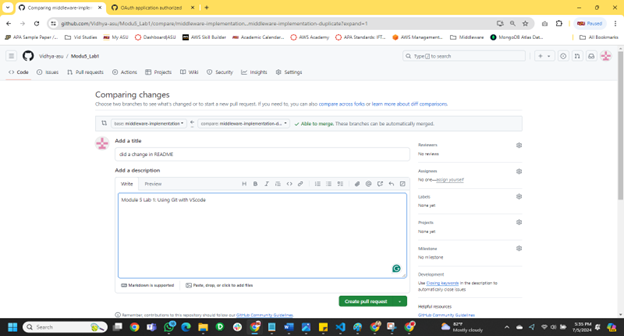 Comparing middleware-imple
OAuth application authorized
github.com/Vidhya-asu/Modu5_Lab1/compare/middleware-implementation...middleware-implementation-duplicate?expand=1
Paused
APA Sample Paper
Vid Studies
My ASU
Dashboard|ASU
AWS Skill Builder
Academic Calendar...
AWS Academy
APA Standards: IFT...
AWS Management...
Middleware
MongoDB Atlas Dat...
All Bookmarks
Vidhya-asu / Modu5_Lab1
Type / to search
Code
Issues
Pull requests
Actions
Projects
Wiki
Security
Insights
Settings
Comparing changes
Choose two branches to see what's changed or to start a new pull request. If you need to, you can also compare across forks or learn more about diff comparisons.
base: middleware-implementation
compare: middleware-implementation-d...
Able to merge. These branches can be automatically merged.
Add a title
did a change in README
Add a description
Write
Preview
Module 5 Lab 1: Using Git with VScode
Markdown is supported
Paste, drop, or click to add files
Create pull request
Remember, contributions to this repository should follow our GitHub Community Guidelines.
Reviewers
No reviews
Assignees
No one—assign yourself
Labels
None yet
Projects
None yet
Milestone
No milestone
Development
Use Closing keywords in the description to
automatically close issues
Helpful resources
GitHub Community Guidelines
Search
82°F
Mostly cloudy
5:35 PM
7/5/2024